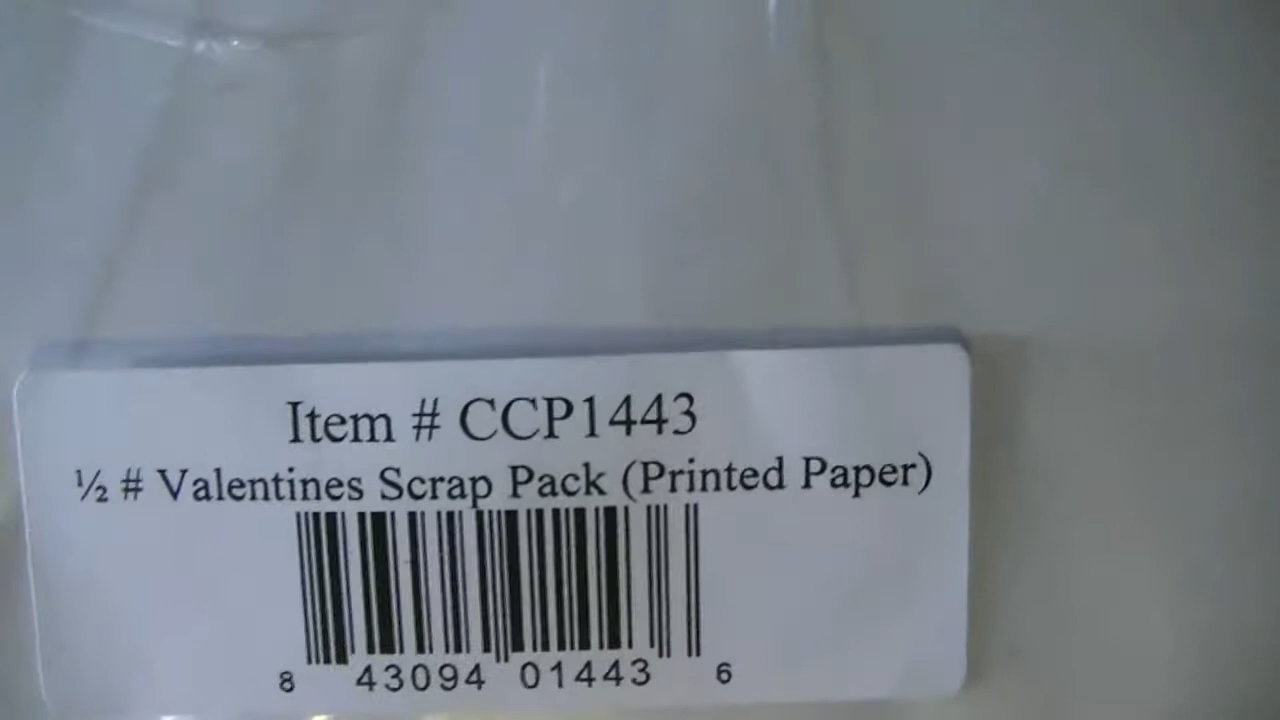 Item # CCP1443
½ # Valentines Scrap Pack (Printed Paper)
8 43094 01443 6